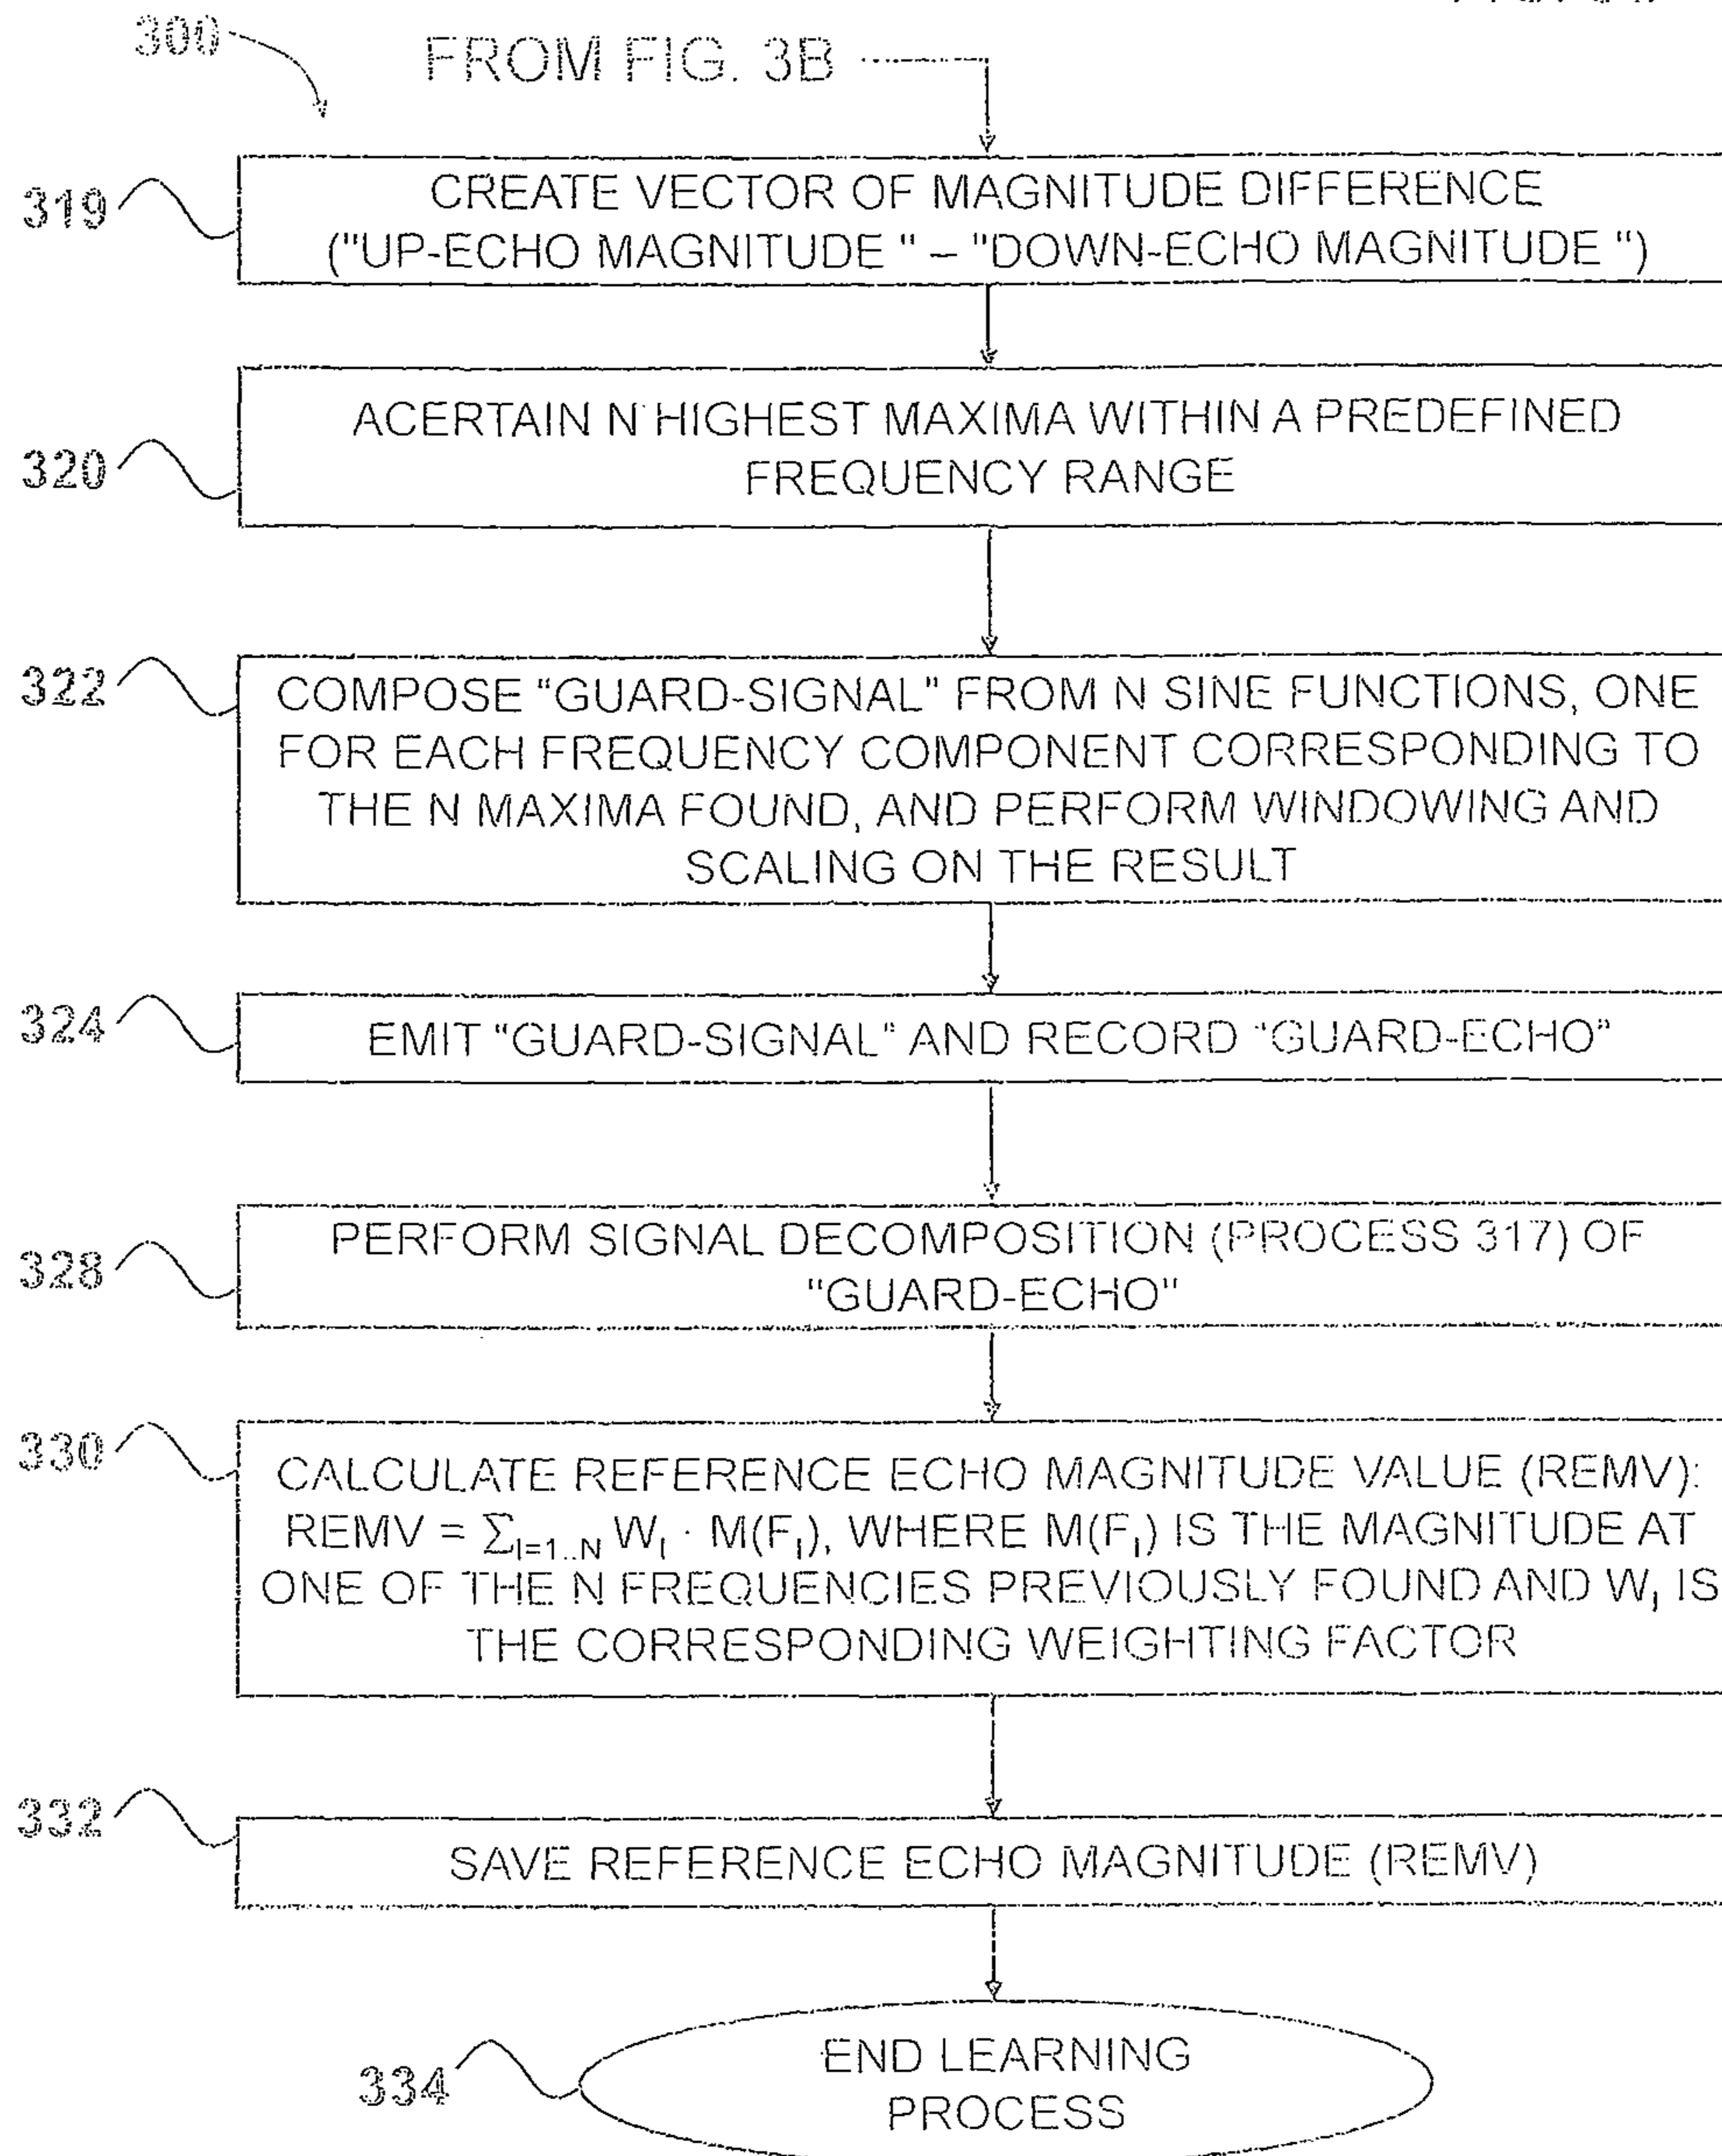 300
FROM FIG. 3B
319
CREATE VECTOR OF MAGNITUDE DIFFERENCE
("UP-ECHO MAGNITUDE " – "DOWN-ECHO MAGNITUDE ")
320
ACERTAIN N HIGHEST MAXIMA WITHIN A PREDEFINED
FREQUENCY RANGE
322
COMPOSE "GUARD-SIGNAL" FROM N SINE FUNCTIONS, ONE
FOR EACH FREQUENCY COMPONENT CORRESPONDING TO
THE N MAXIMA FOUND, AND PERFORM WINDOWING AND
SCALING ON THE RESULT
324
EMIT "GUARD-SIGNAL" AND RECORD "GUARD-ECHO"
328
PERFORM SIGNAL DECOMPOSITION (PROCESS 317) OF
"GUARD-ECHO"
330
CALCULATE REFERENCE ECHO MAGNITUDE VALUE (REMV):
REMV = ∑I=1..N WI · M(FI), WHERE M(FI) IS THE MAGNITUDE AT
ONE OF THE N FREQUENCIES PREVIOUSLY FOUND AND WI IS
THE CORRESPONDING WEIGHTING FACTOR
332
SAVE REFERENCE ECHO MAGNITUDE (REMV)
334
END LEARNING
PROCESS